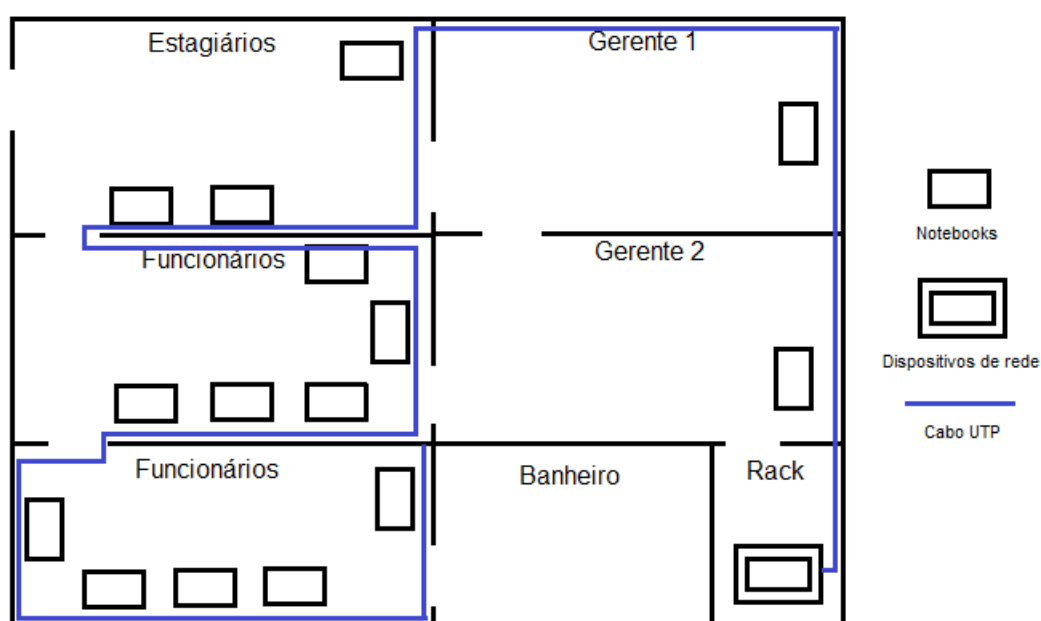 Estagiários
Gerente 1
Notebooks
Funcionários
Gerente 2
Dispositivos de rede
Cabo UTP
Funcionários
Banheiro
Rack